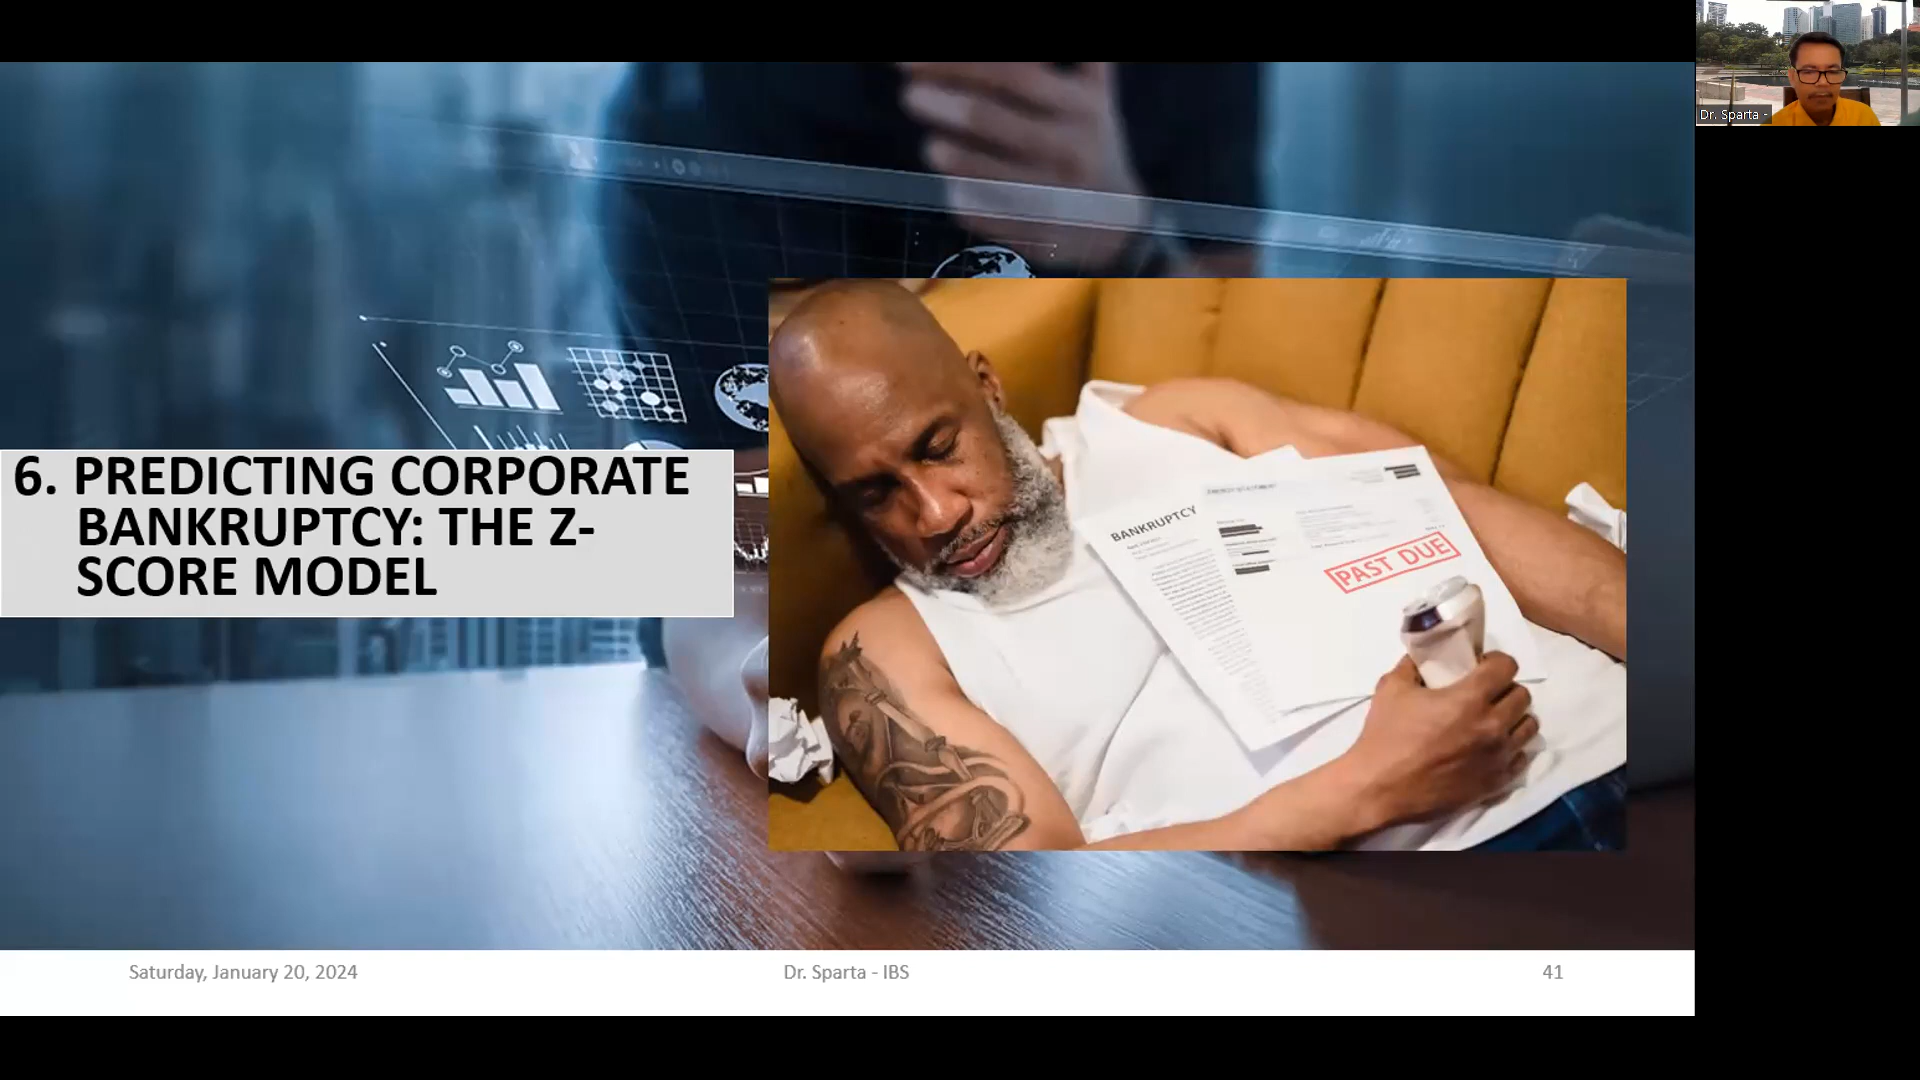 Dr. Sparta -
6. PREDICTING CORPORATE
BANKRUPTCY: THE Z-
SCORE MODEL
BANKRUPTCY
PAST DUE
Saturday, January 20, 2024
Dr. Sparta - IBS
41